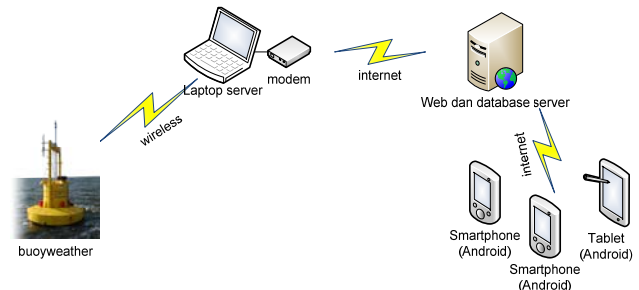 Laptop server
modem
internet
Web dan database server
wireless
internet
buoyweather
Smartphone
(Android)
Smartphone
(Android)
Tablet
(Android)